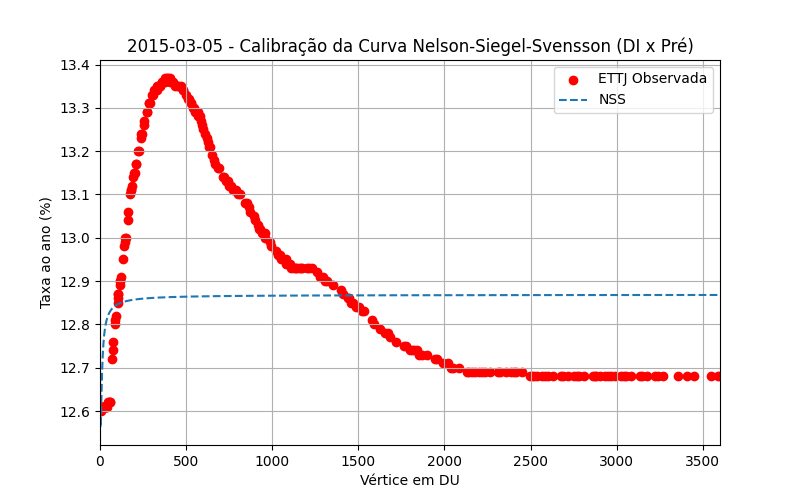 2015-03-05 - Calibração da Curva Nelson-Siegel-Svensson (DI x Pré)
ETTJ Observada
NSS
Taxa ao ano (%)
13.4
13.3
13.2
13.1
13.0
12.9
12.8
12.7
12.6
0 500 1000 1500 2000 2500 3000 3500
Vértice em DU